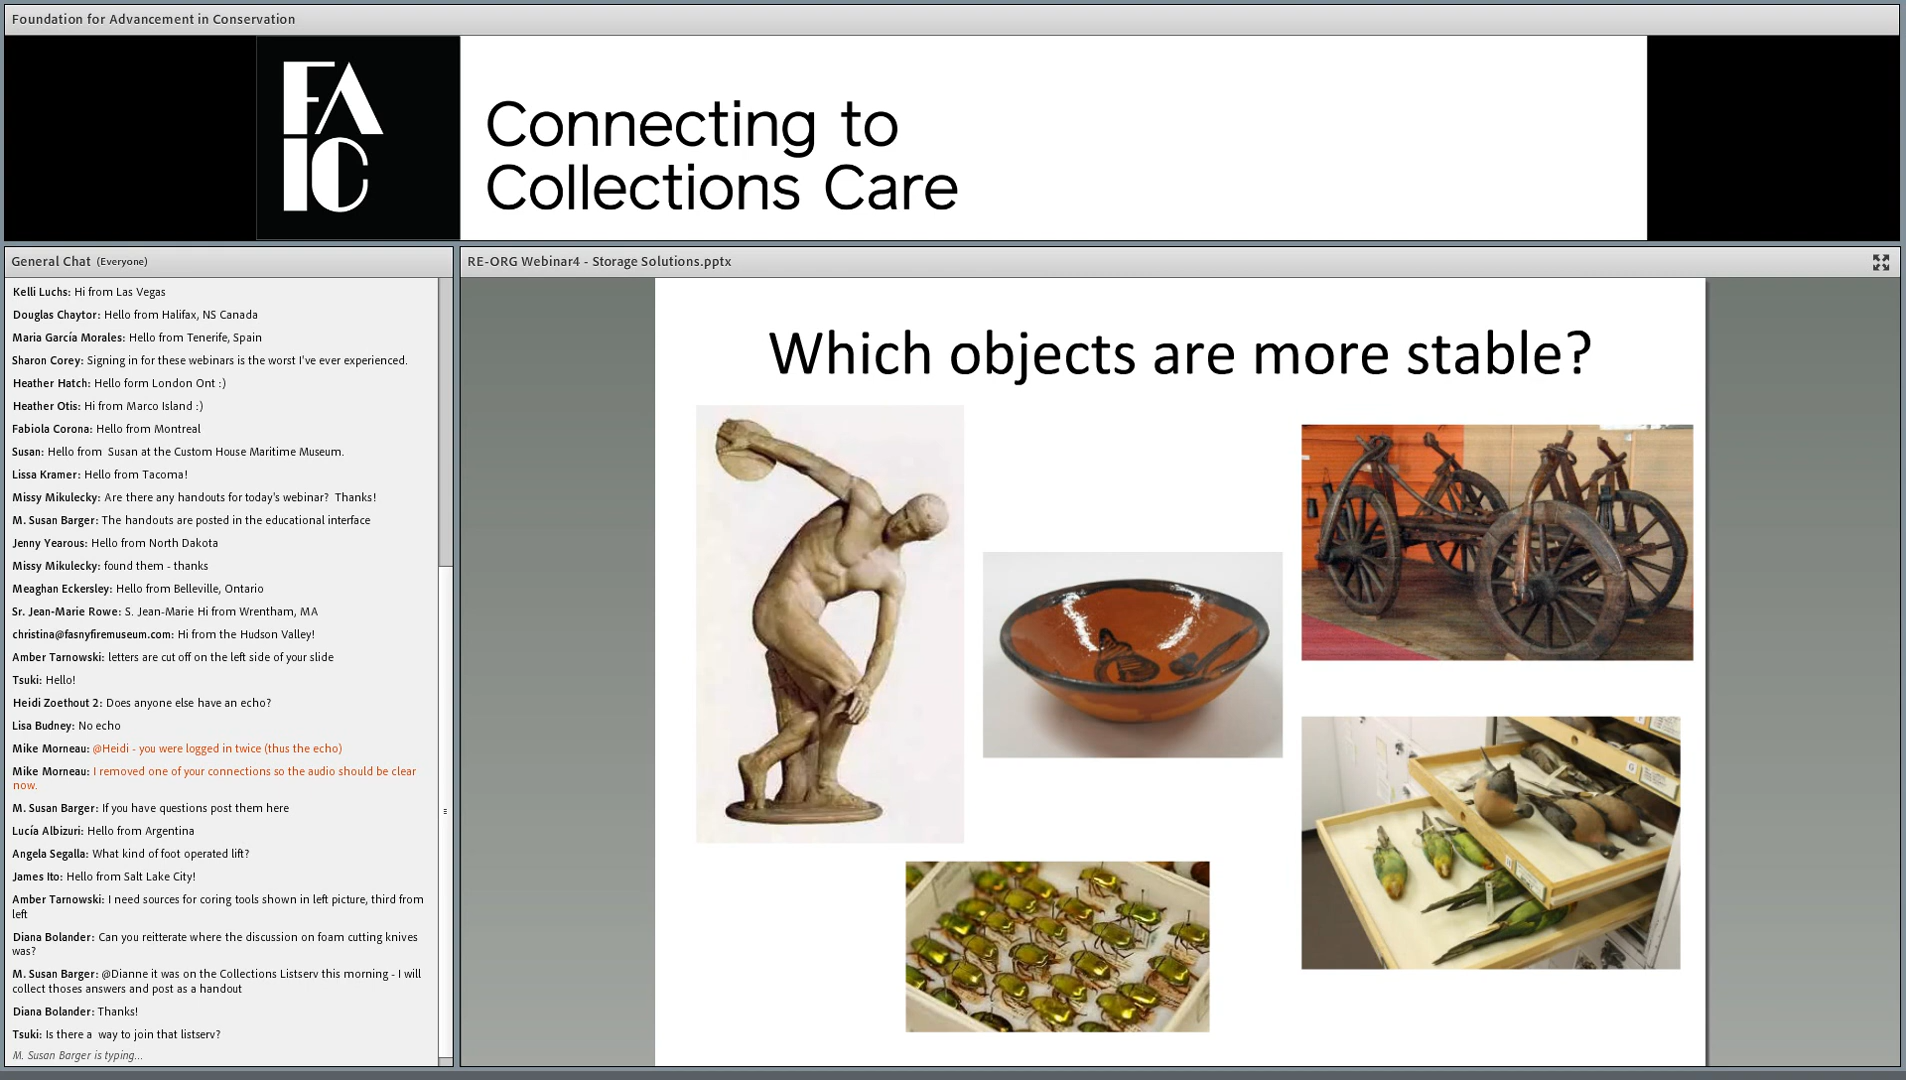 Foundation for Advancement in Conservation
FA
IC
Connecting to
Collections Care
General Chat (Everyone)
Kelli Luchs: Hi from Las Vegas
Douglas Chaytor: Hello from Halifax, NS Canada
Maria García Morales: Hello from Tenerife, Spain
Sharon Corey: Signing in for these webinars is the worst I've ever experienced.
Heather Hatch: Hello form London Ont :)
Heather Otis: Hi from Marco Island :)
Fabiola Corona: Hello from Montreal
Susan: Hello from  Susan at the Custom House Maritime Museum.
Lissa Kramer: Hello from Tacoma!
Missy Mikulecky: Are there any handouts for today's webinar?  Thanks!
M. Susan Barger: The handouts are posted in the educational interface
Jenny Yearous: Hello from North Dakota
Missy Mikulecky: found them - thanks
Meaghan Eckersley: Hello from Belleville, Ontario
Sr. Jean-Marie Rowe: S. Jean-Marie Hi from Wrentham, MA
christina@fasnyfiremuseum.com: Hi from the Hudson Valley!
Amber Tarnowski: letters are cut off on the left side of your slide
Tsuki: Hello!
Heidi Zoethout 2: Does anyone else have an echo?
Lisa Budney: No echo
Mike Morneau: @Heidi - you were logged in twice (thus the echo)
Mike Morneau: I removed one of your connections so the audio should be clear
now.
M. Susan Barger: If you have questions post them here
Lucía Albizuri: Hello from Argentina
Angela Segalla: What kind of foot operated lift?
James Ito: Hello from Salt Lake City!
Amber Tarnowski: I need sources for coring tools shown in left picture, third from
left
Diana Bolander: Can you reitterate where the discussion on foam cutting knives
was?
M. Susan Barger: @Dianne it was on the Collections Listserv this morning - I will
collect thoses answers and post as a handout
Diana Bolander: Thanks!
Tsuki: Is there a  way to join that listserv?
M. Susan Barger is typing...
RE-ORG Webinar4 - Storage Solutions.pptx
Which objects are more stable?